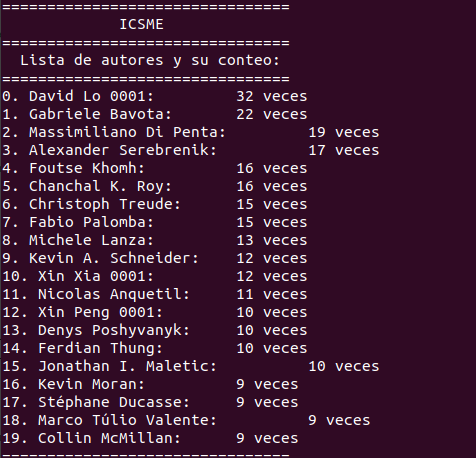 ================================
ICSME
================================
Lista de autores y su conteo:
================================
0. David Lo 0001: 32 veces
1. Gabriele Bavota: 22 veces
2. Massimiliano Di Penta: 19 veces
3. Alexander Serebrenik: 17 veces
4. Foutse Khomh: 16 veces
5. Chanchal K. Roy: 16 veces
6. Christoph Treude: 15 veces
7. Fabio Palomba: 15 veces
8. Michele Lanza: 13 veces
9. Kevin A. Schneider: 12 veces
10. Xin Xia 0001: 12 veces
11. Nicolas Anquetil: 11 veces
12. Xin Peng 0001: 10 veces
13. Denys Poshyvanyk: 10 veces
14. Ferdian Thung: 10 veces
15. Jonathan I. Maletic: 10 veces
16. Kevin Moran: 9 veces
17. Stéphane Ducasse: 9 veces
18. Marco Túlio Valente: 9 veces
19. Collin McMillan: 9 veces
================================